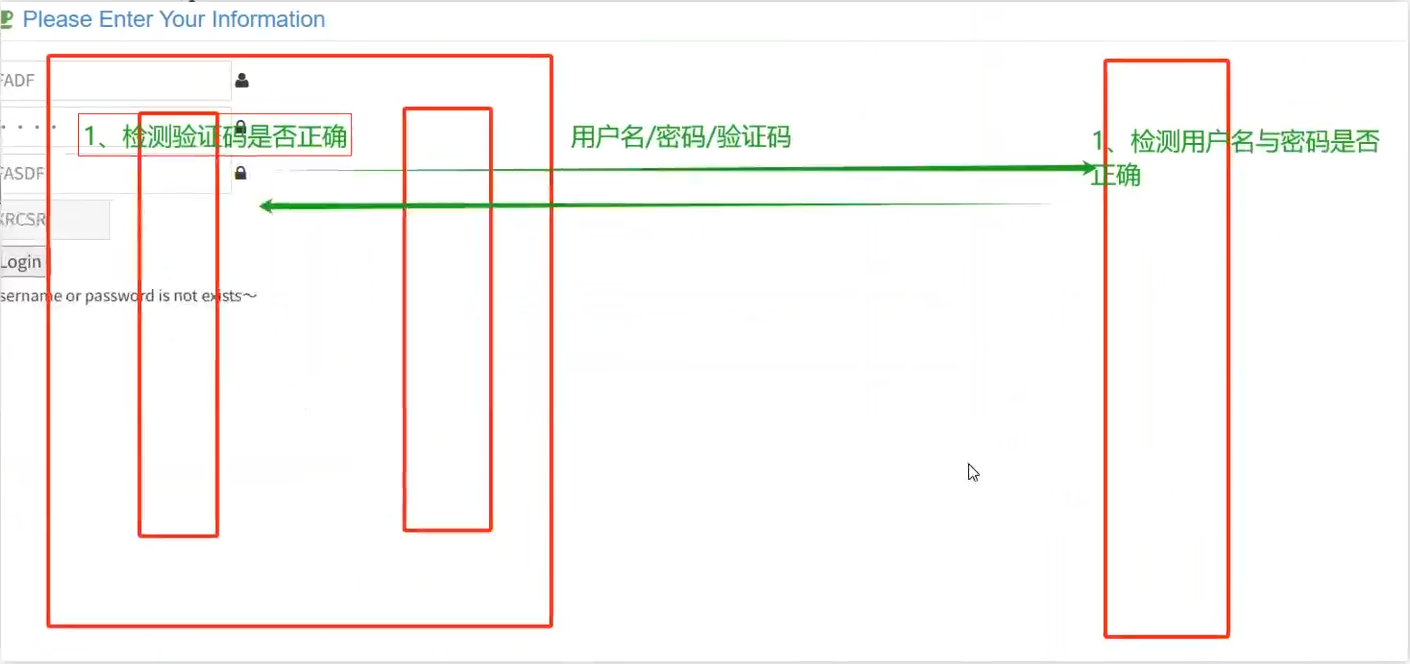 Please Enter Your Information
FADF
1、检测验证码是否正确
用户名/密码/验证码
1、检测用户名与密码是否
正确
FASDF
XRCSR
Login
sername or password is not exists~